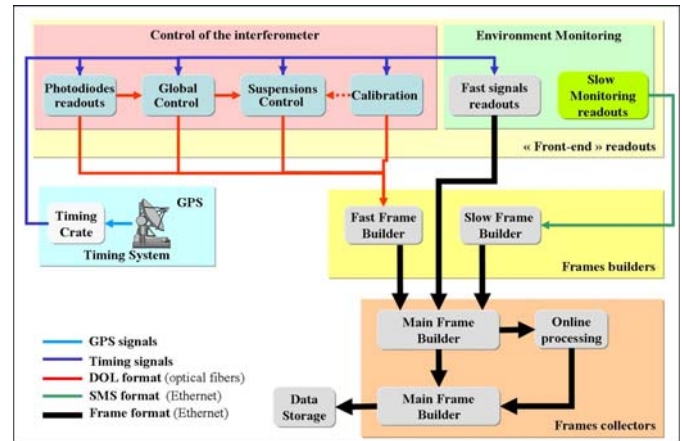 Control of the interferometer
Environment Monitoring
Photodiodes
readouts
Global
Control
Suspensions
Control
Calibration
Fast signals
readouts
Slow
Monitoring
readouts
« Front-end » readouts
GPS
Timing
Crate
Timing System
Fast Frame
Builder
Slow Frame
Builder
Frames builders
Main Frame
Builder
Online
processing
Main Frame
Builder
Data
Storage
Frames collectors
GPS signals
Timing signals
DOL format (optical fibers)
SMS format (Ethernet)
Frame format (Ethernet)